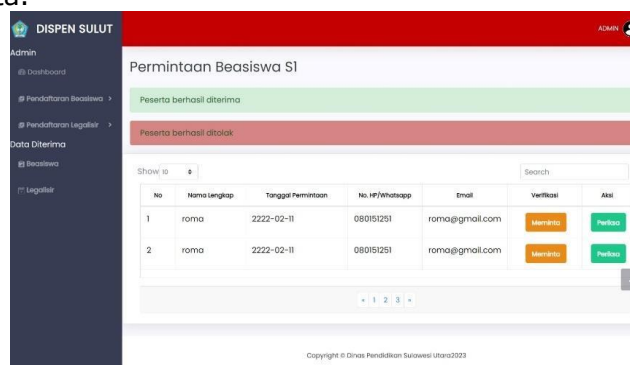 ta.
DISPEN SULUT
ADMIN
Admin
Dashboard
Pendaftaran Beasiswa >
Pendaftaran Legalisir >
Data Diterima
Beasiswa
Legalisir
Permintaan Beasiswa S1
Peserta berhasil diterima
Peserta berhasil ditolak
Show 10
Search
No Nama Lengkap Tanggal Permintaan No. HP/Whatsapp Email Verifikasi Aksi
1 roma 2222-02-11 080151251 roma@gmail.com Meminta Periksa
2 roma 2222-02-11 080151251 roma@gmail.com Meminta Periksa
« 1 2 3 »
Copyright © Dinas Pendidikan Sulawesi Utara2023